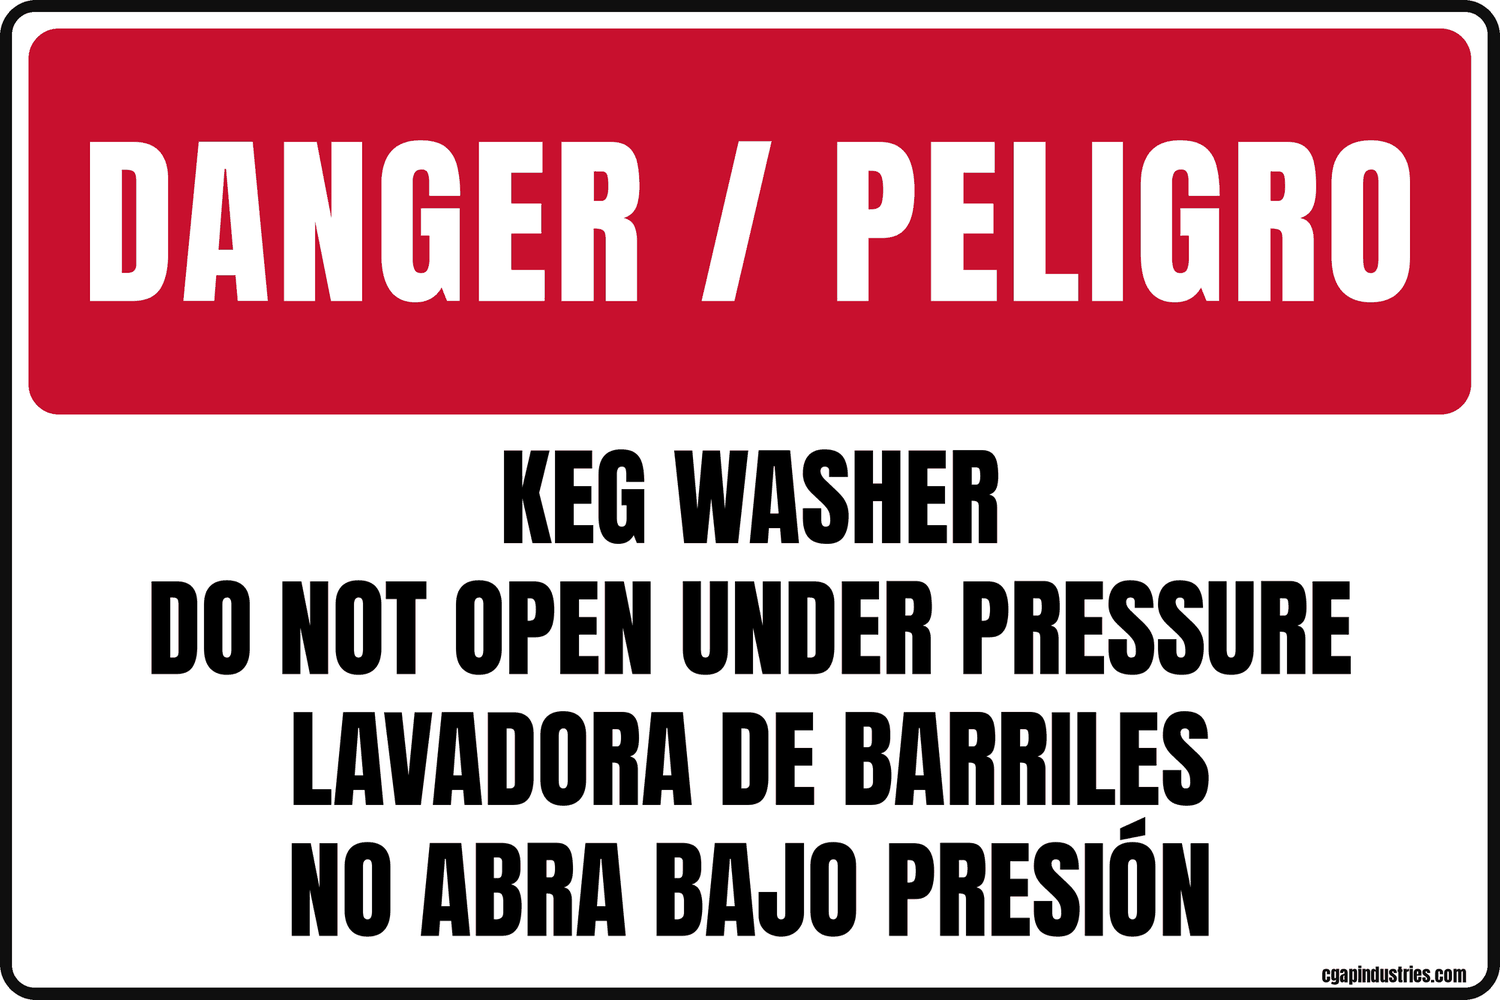 DANGER / PELIGRO
KEG WASHER
DO NOT OPEN UNDER PRESSURE
LAVADORA DE BARRILES
NO ABRA BAJO PRESIÓN
cgapindustries.com